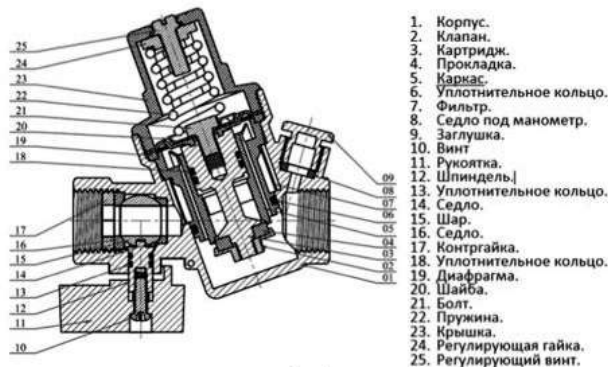 25
24
23
22
21
20
19
18
17
16
15
14
13
12
11
10
09
08
07
06
05
04
03
02
01
1. Корпус.
2. Клапан.
3. Картридж.
4. Прокладка.
5. Каркас.
6. Уплотнительное кольцо.
7. Фильтр.
8. Седло под манометр.
9. Заглушка.
10. Винт
11. Рукоятка.
12. Шпиндель.
13. Уплотнительное кольцо.
14. Седло.
15. Шар.
16. Седло.
17. Контргайка.
18. Уплотнительное кольцо.
19. Диафрагма.
20. Шайба.
21. Болт.
22. Пружина.
23. Крышка.
24. Регулирующая гайка.
25. Регулирующий винт.